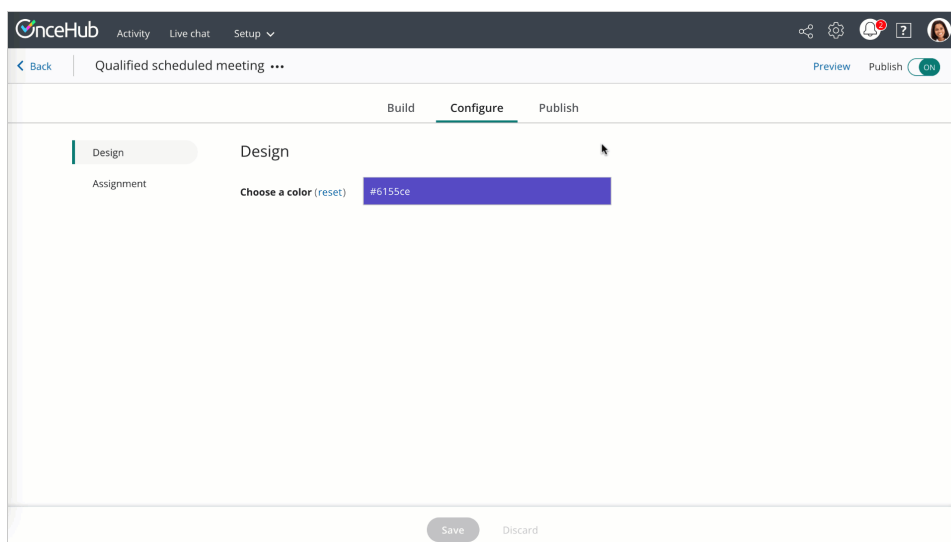 OnceHub Activity Live chat Setup 2 ?
Back Qualified scheduled meeting ••• Preview Publish ON
Build Configure Publish
Design
Assignment
Design
Choose a color (reset) #6155ce
Save Discard